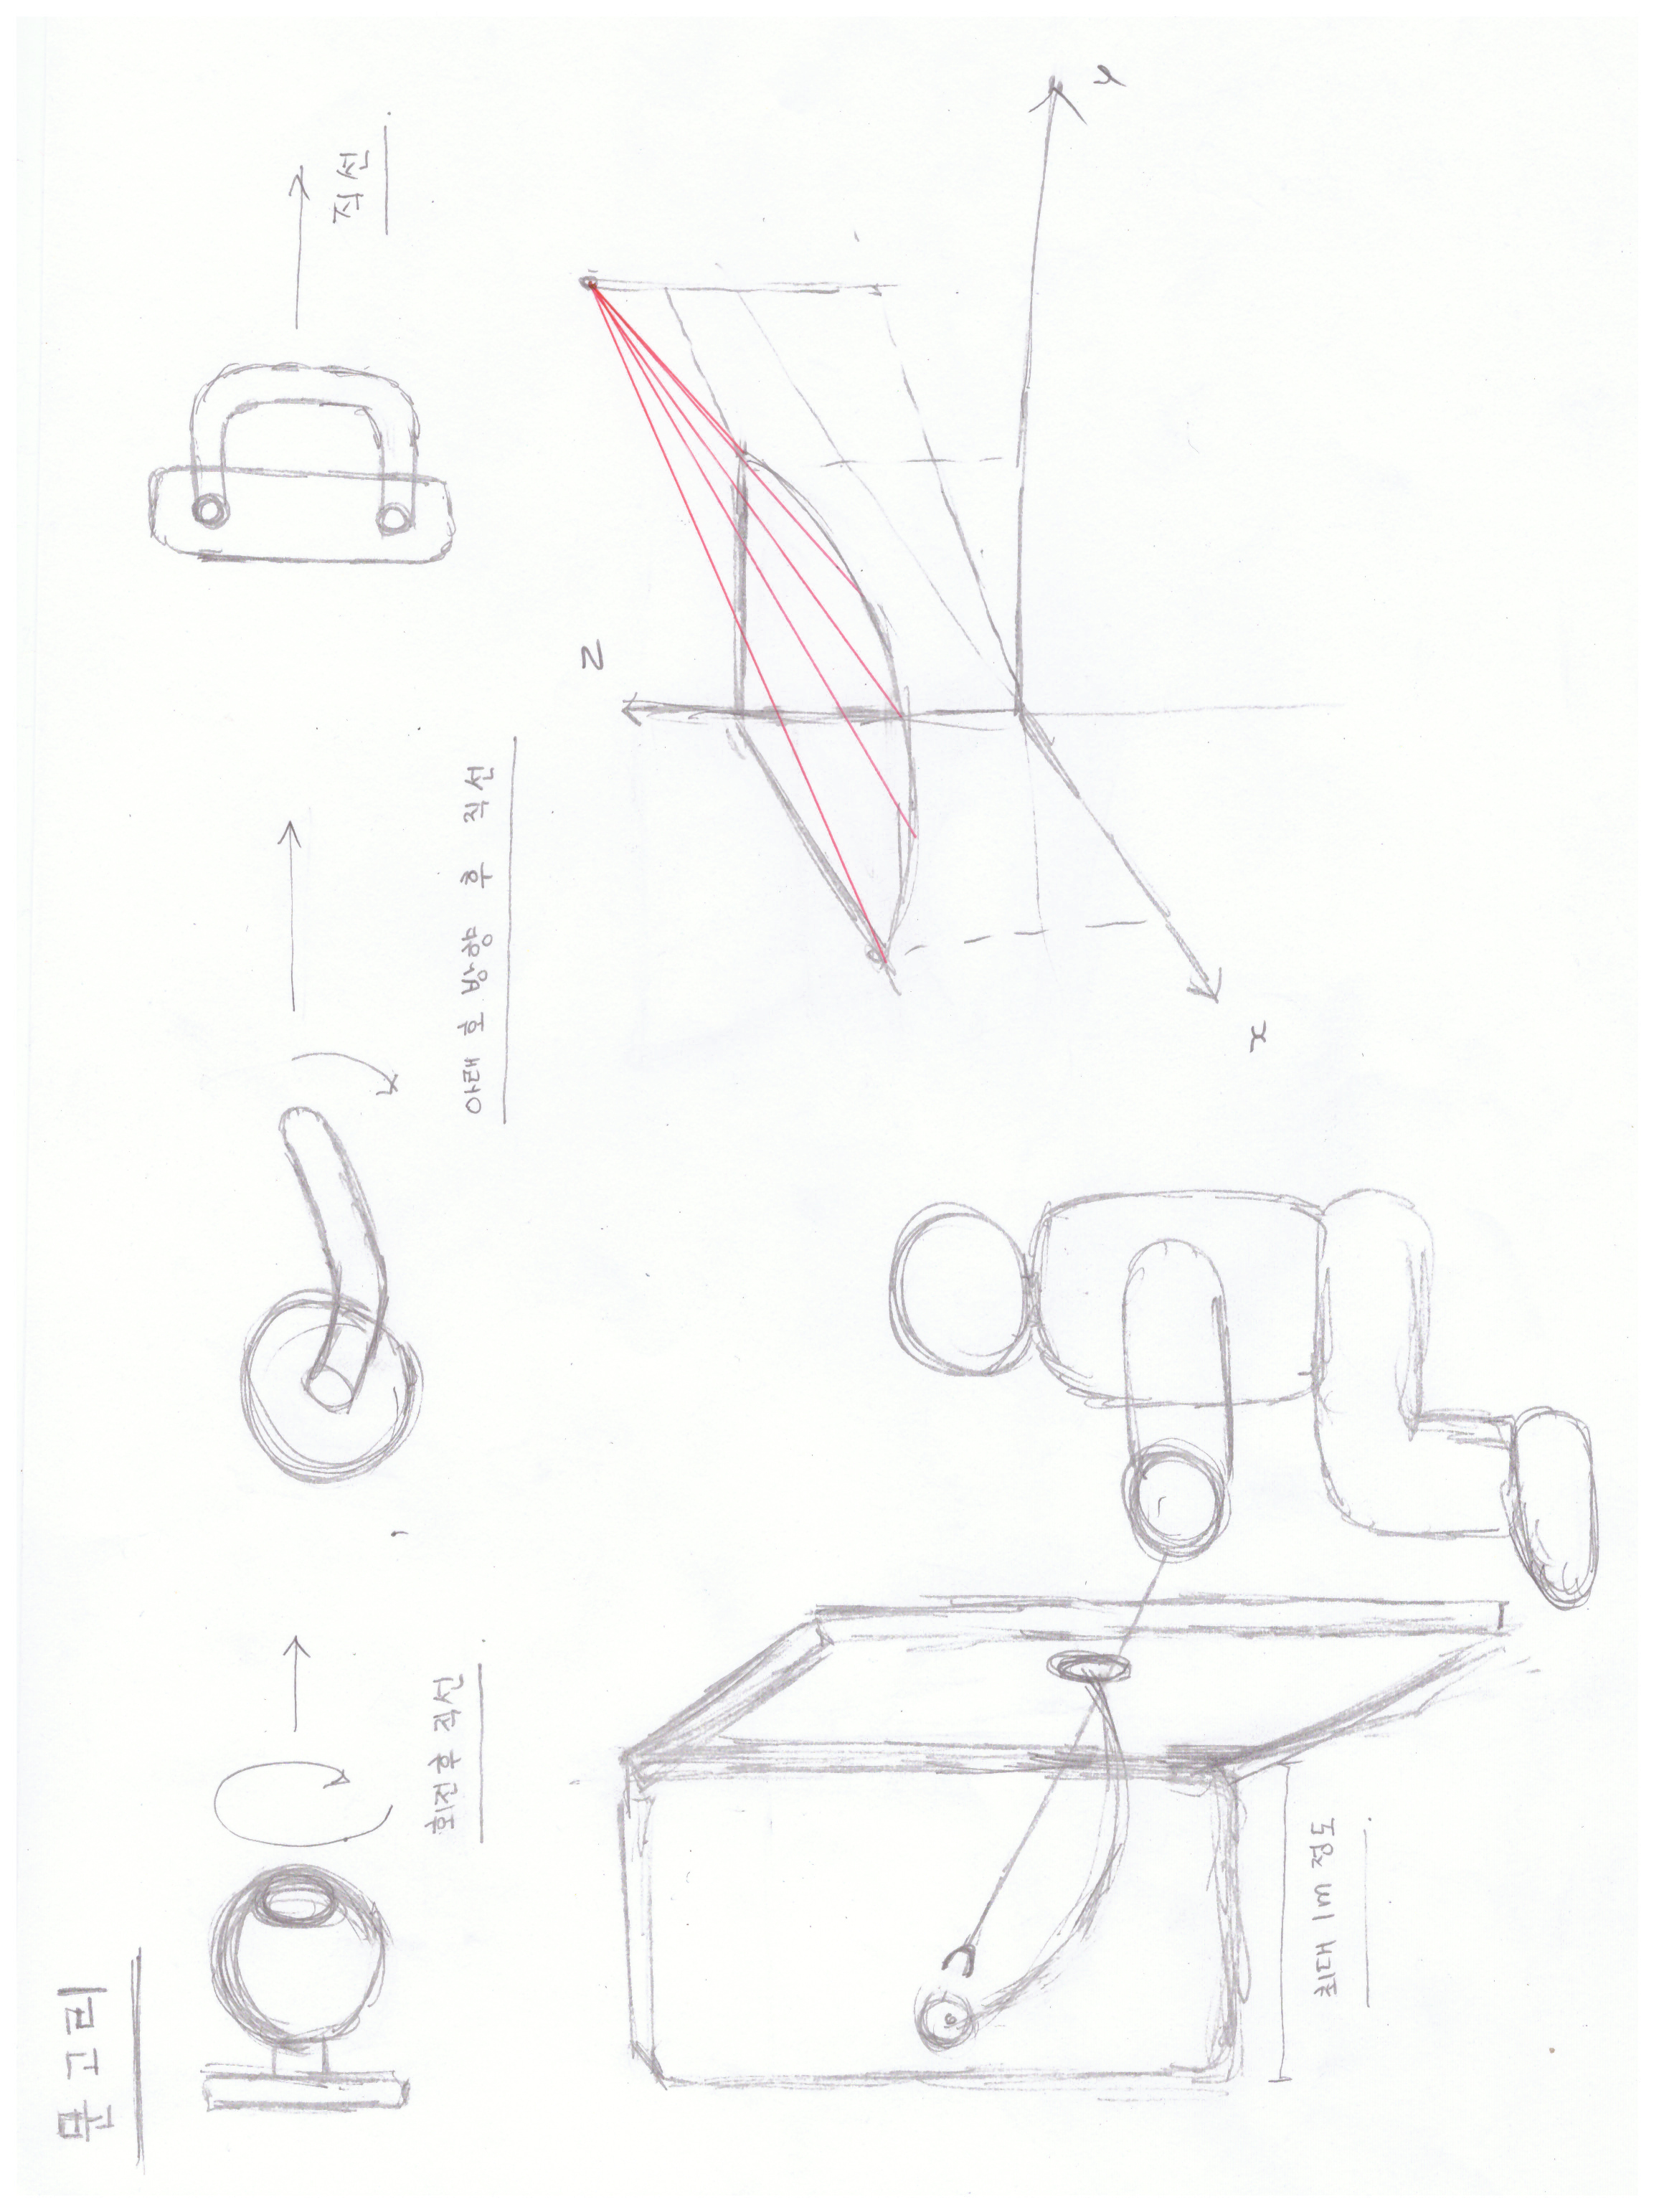 문 고 리
회전 후 직선
아래 호 방향 후 직선
직선
z
y
x
최대 1m 정도